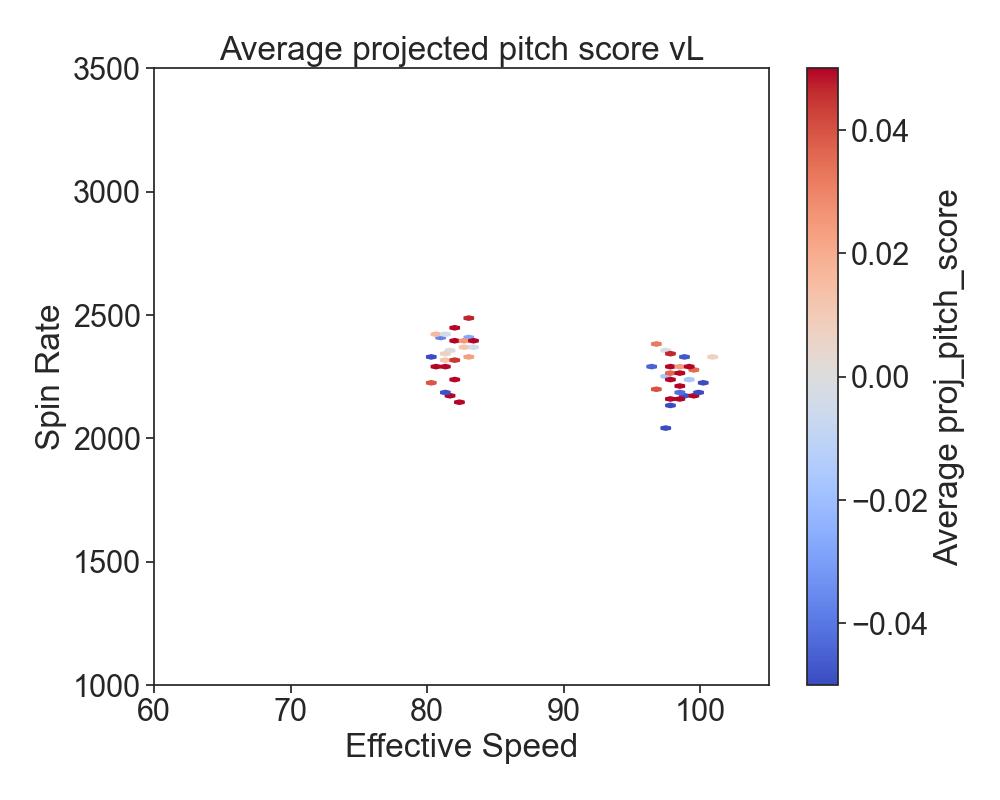 Average projected pitch score vL
3500
3000
2500
2000
1500
1000
Spin Rate
60 70 80 90 100
Effective Speed
0.04
0.02
0.00
−0.02
−0.04
Average proj_pitch_score